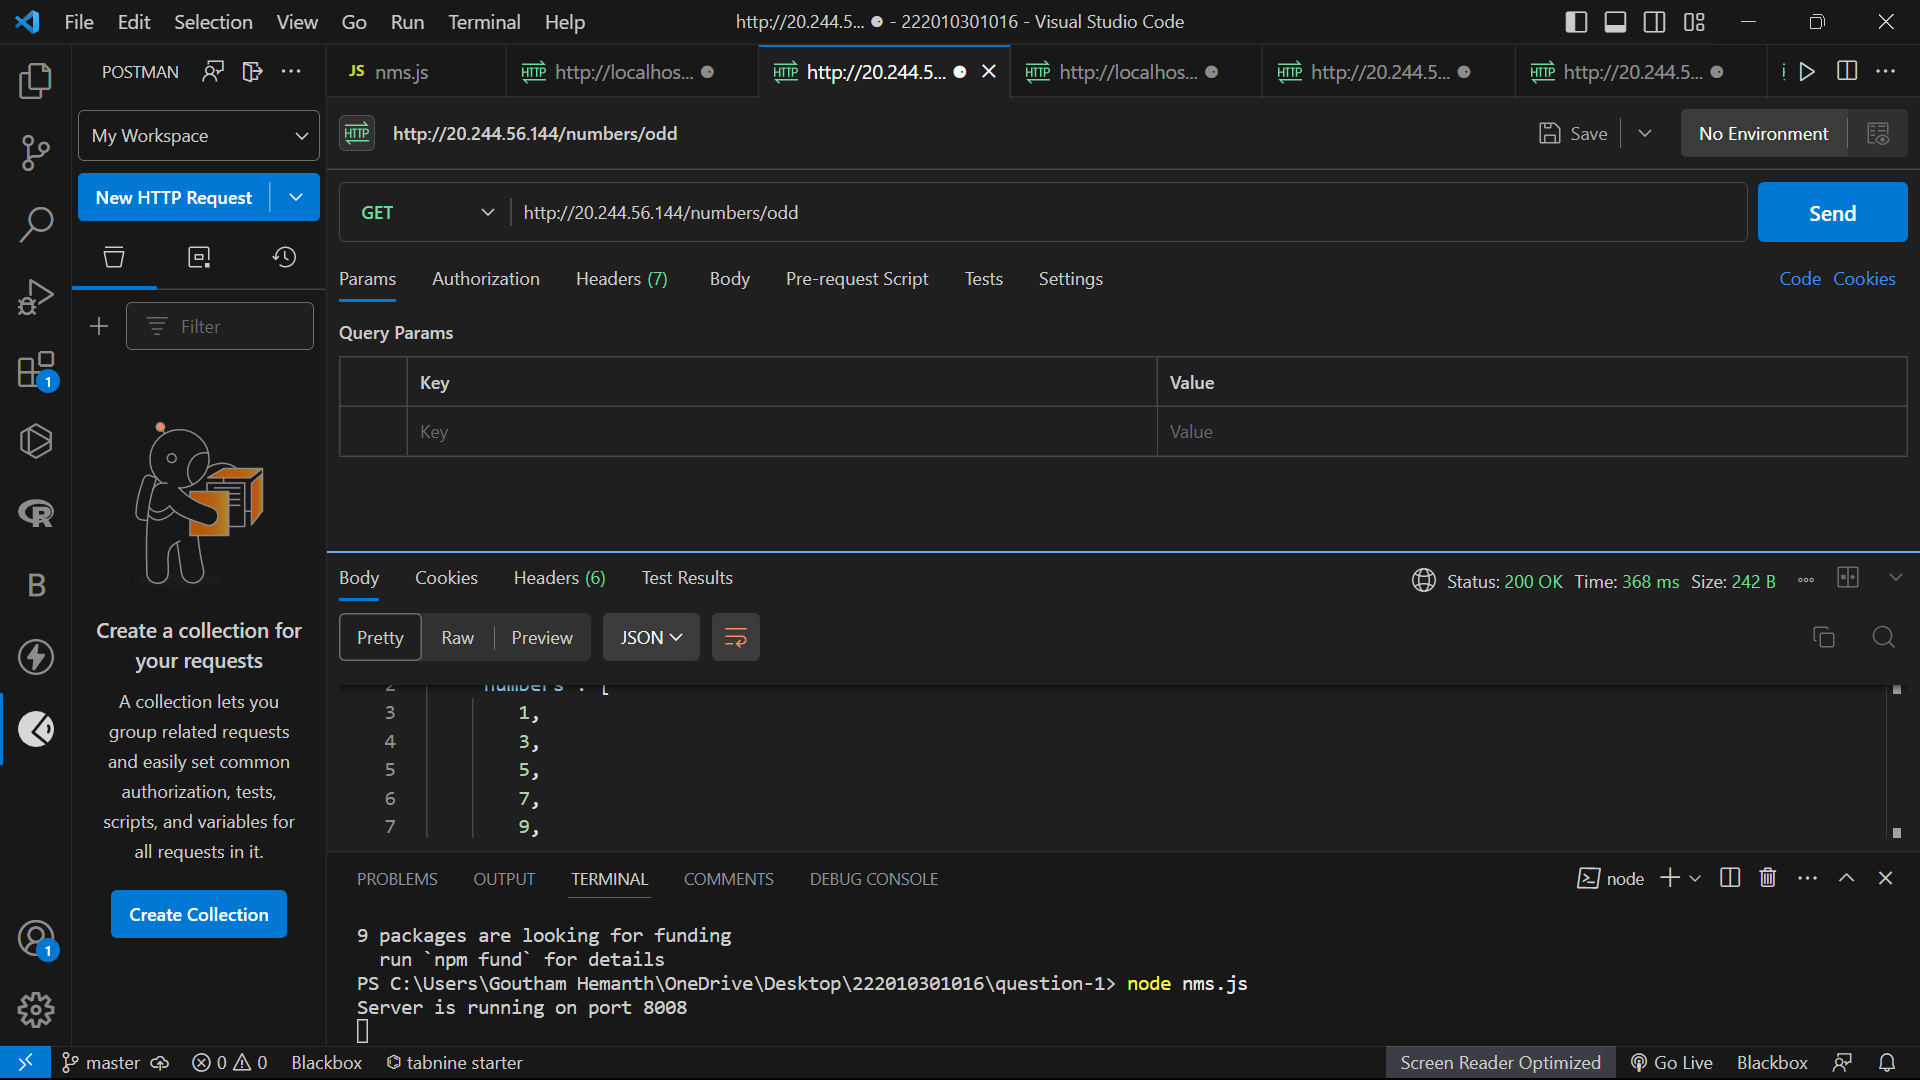 File Edit Selection View Go Run Terminal Help
http://20.244.5... ● - 222010301016 - Visual Studio Code
POSTMAN
JS nms.js
HTTP http://localhos...
HTTP http://20.244.5...
HTTP http://localhos...
HTTP http://20.244.5...
HTTP http://20.244.5...
My Workspace
HTTP http://20.244.56.144/numbers/odd
Save
No Environment
New HTTP Request
GET http://20.244.56.144/numbers/odd
Send
Params Authorization Headers (7) Body Pre-request Script Tests Settings
Code Cookies
Filter
Query Params
Key Value
Key Value
1
R
B
Create a collection for
your requests
A collection lets you
group related requests
and easily set common
authorization, tests,
scripts, and variables for
all requests in it.
Create Collection
1
Body Cookies Headers (6) Test Results
Status: 200 OK Time: 368 ms Size: 242 B
Pretty Raw Preview JSON
2 "numbers": [
3 1,
4 3,
5 5,
6 7,
7 9,
PROBLEMS OUTPUT TERMINAL COMMENTS DEBUG CONSOLE
node
9 packages are looking for funding
run `npm fund` for details
PS C:\Users\Goutham Hemanth\OneDrive\Desktop\222010301016\question-1> node nms.js
Server is running on port 8008
master 0 0 Blackbox tabnine starter
Screen Reader Optimized Go Live Blackbox